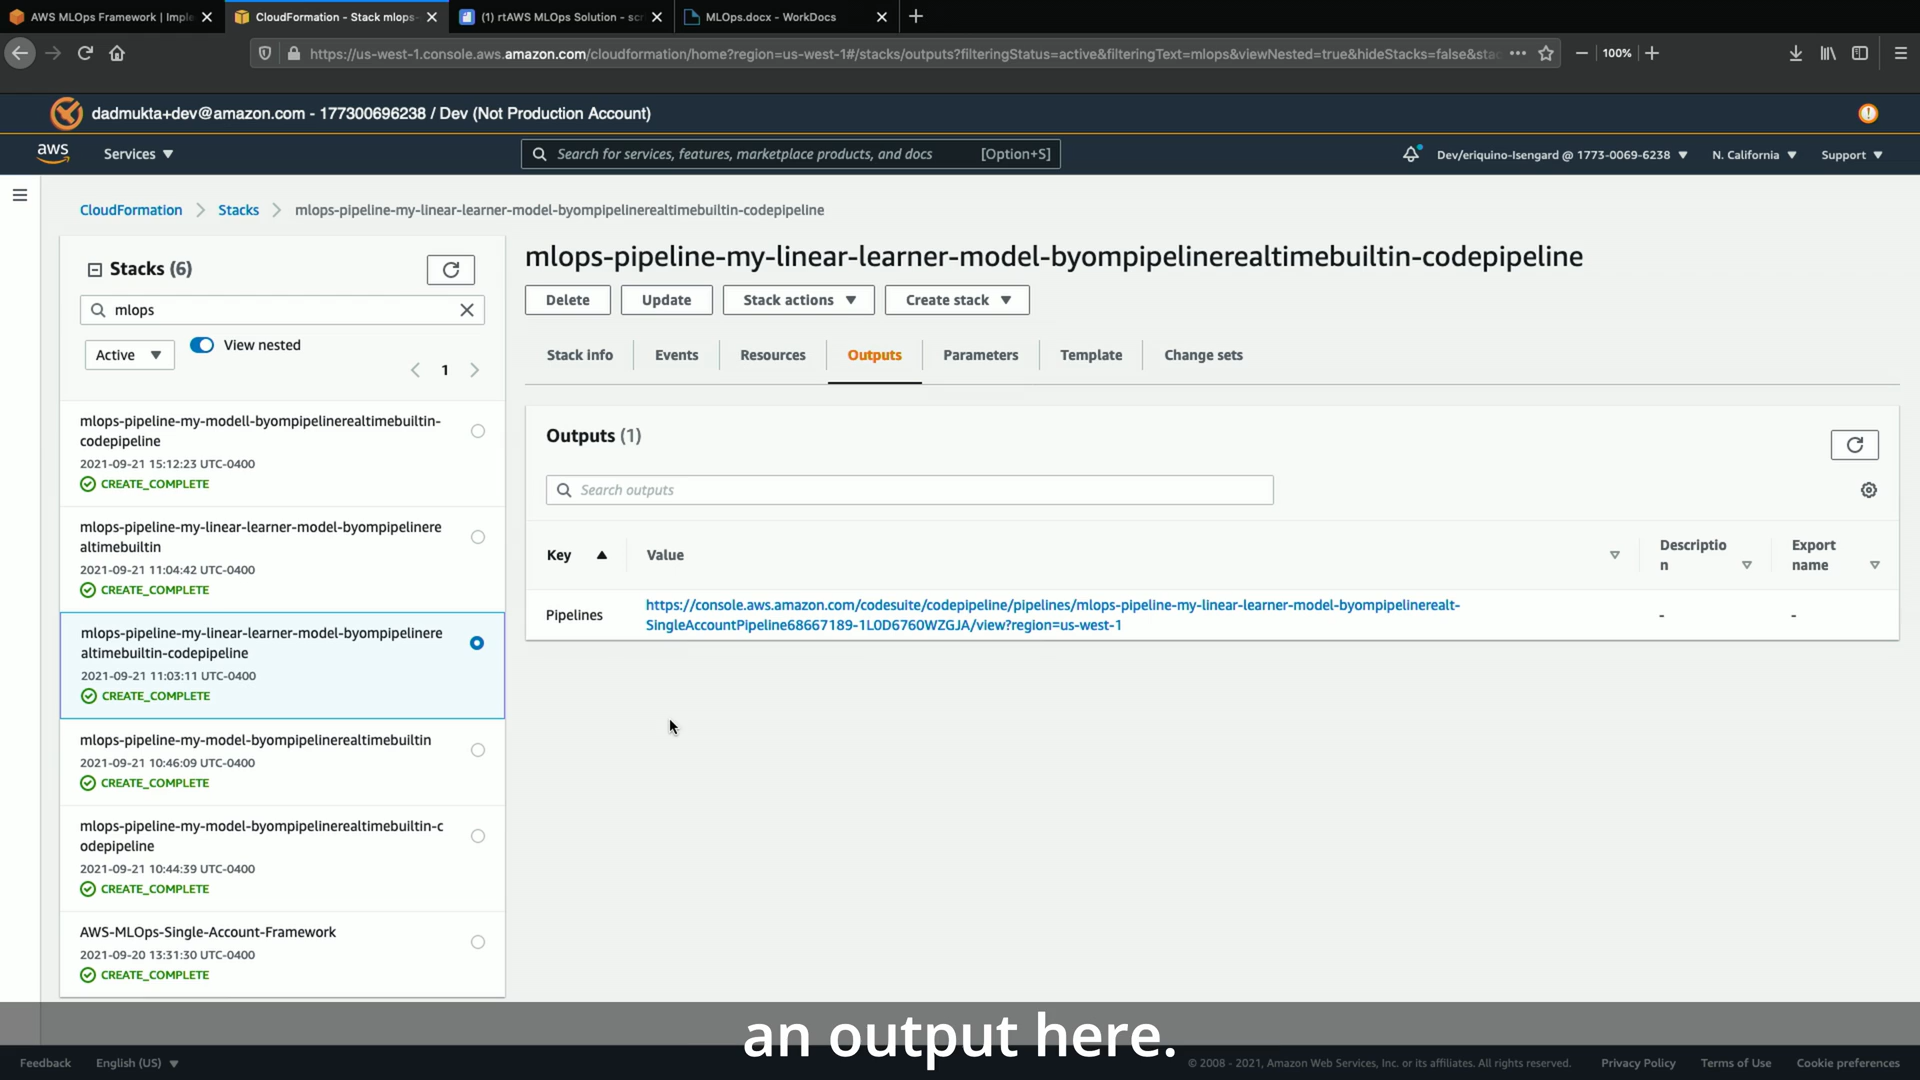 AWS MLOps Framework | Imple
CloudFormation - Stack mlops-
(1) rtAWS MLOps Solution - scr
MLOps.docx - WorkDocs
https://us-west-1.console.aws.amazon.com/cloudformation/home?region=us-west-1#/stacks/outputs?filteringStatus=active&filteringText=mlops&viewNested=true&hideStacks=false&stac
100%
dadmukta+dev@amazon.com - 177300696238 / Dev (Not Production Account)
aws
Services
Search for services, features, marketplace products, and docs [Option+S]
Dev/eriquino-Isengard @ 1773-0069-6238
N. California
Support
CloudFormation
Stacks
mlops-pipeline-my-linear-learner-model-byompipelinerealtimebuiltin-codepipeline
Stacks (6)
mlops
Active
View nested
1
mlops-pipeline-my-modell-byompipelinerealtimebuiltin-
codepipeline
2021-09-21 15:12:23 UTC-0400
CREATE_COMPLETE
mlops-pipeline-my-linear-learner-model-byompipelinere
altimebuiltin
2021-09-21 11:04:42 UTC-0400
CREATE_COMPLETE
mlops-pipeline-my-linear-learner-model-byompipelinere
altimebuiltin-codepipeline
2021-09-21 11:03:11 UTC-0400
CREATE_COMPLETE
mlops-pipeline-my-model-byompipelinerealtimebuiltin
2021-09-21 10:46:09 UTC-0400
CREATE_COMPLETE
mlops-pipeline-my-model-byompipelinerealtimebuiltin-c
odepipeline
2021-09-21 10:44:39 UTC-0400
CREATE_COMPLETE
AWS-MLOps-Single-Account-Framework
2021-09-20 13:31:30 UTC-0400
CREATE_COMPLETE
mlops-pipeline-my-linear-learner-model-byompipelinerealtimebuiltin-codepipeline
Delete
Update
Stack actions
Create stack
Stack info
Events
Resources
Outputs
Parameters
Template
Change sets
Outputs (1)
Search outputs
Key
Value
Descriptio
n
Export
name
Pipelines
https://console.aws.amazon.com/codesuite/codepipeline/pipelines/mlops-pipeline-my-linear-learner-model-byompipelinerealt-
SingleAccountPipeline68667189-1L0D6760WZGJA/view?region=us-west-1
-
-
an output here.
Feedback
English (US)
© 2008 - 2021, Amazon Web Services, Inc. or its affiliates. All rights reserved.
Privacy Policy
Terms of Use
Cookie preferences